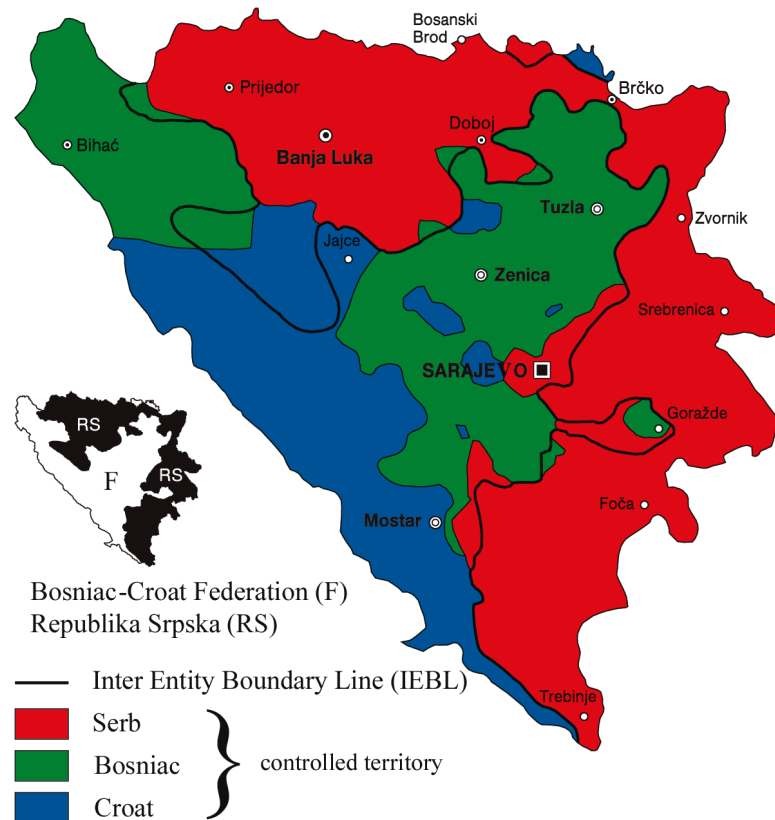 Bosanski
Brod
Prijedor
Brčko
Doboj
Banja Luka
Bihać
Tuzla
Zvornik
Jajce
Zenica
Srebrenica
SARAJEVO
Goražde
RS
F
RS
Foča
Mostar
Bosniac-Croat Federation (F)
Republika Srpska (RS)
Inter Entity Boundary Line (IEBL)
Trebinje
Serb
Bosniac
controlled territory
Croat